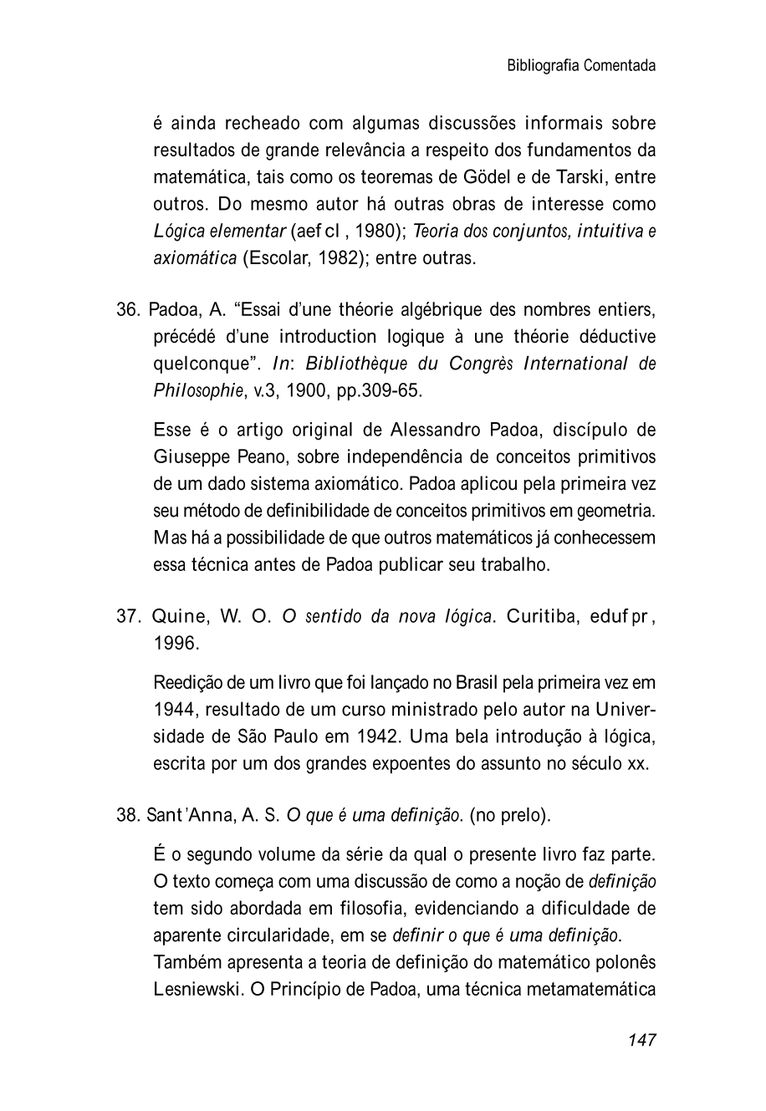 Bibliografia Comentada
é ainda recheado com algumas discussões informais sobre
resultados de grande relevância a respeito dos fundamentos da
matemática, tais como os teoremas de Gödel e de Tarski, entre
outros. Do mesmo autor há outras obras de interesse como
Lógica elementar (aef cl , 1980); Teoria dos conjuntos, intuitiva e
axiomática (Escolar, 1982); entre outras.
36. Padoa, A. “Essai d’une théorie algébrique des nombres entiers,
précédé d’une introduction logique à une théorie déductive
quelconque”. In: Bibliothèque du Congrès International de
Philosophie, v.3, 1900, pp.309-65.
Esse é o artigo original de Alessandro Padoa, discípulo de
Giuseppe Peano, sobre independência de conceitos primitivos
de um dado sistema axiomático. Padoa aplicou pela primeira vez
seu método de definibilidade de conceitos primitivos em geometria.
Mas há a possibilidade de que outros matemáticos já conhecessem
essa técnica antes de Padoa publicar seu trabalho.
37. Quine, W. O. O sentido da nova lógica. Curitiba, eduf pr ,
1996.
Reedição de um livro que foi lançado no Brasil pela primeira vez em
1944, resultado de um curso ministrado pelo autor na Univer-
sidade de São Paulo em 1942. Uma bela introdução à lógica,
escrita por um dos grandes expoentes do assunto no século xx.
38. Sant’Anna, A. S. O que é uma definição. (no prelo).
É o segundo volume da série da qual o presente livro faz parte.
O texto começa com uma discussão de como a noção de definição
tem sido abordada em filosofia, evidenciando a dificuldade de
aparente circularidade, em se definir o que é uma definição.
Também apresenta a teoria de definição do matemático polonês
Lesniewski. O Princípio de Padoa, uma técnica metamatemática
147